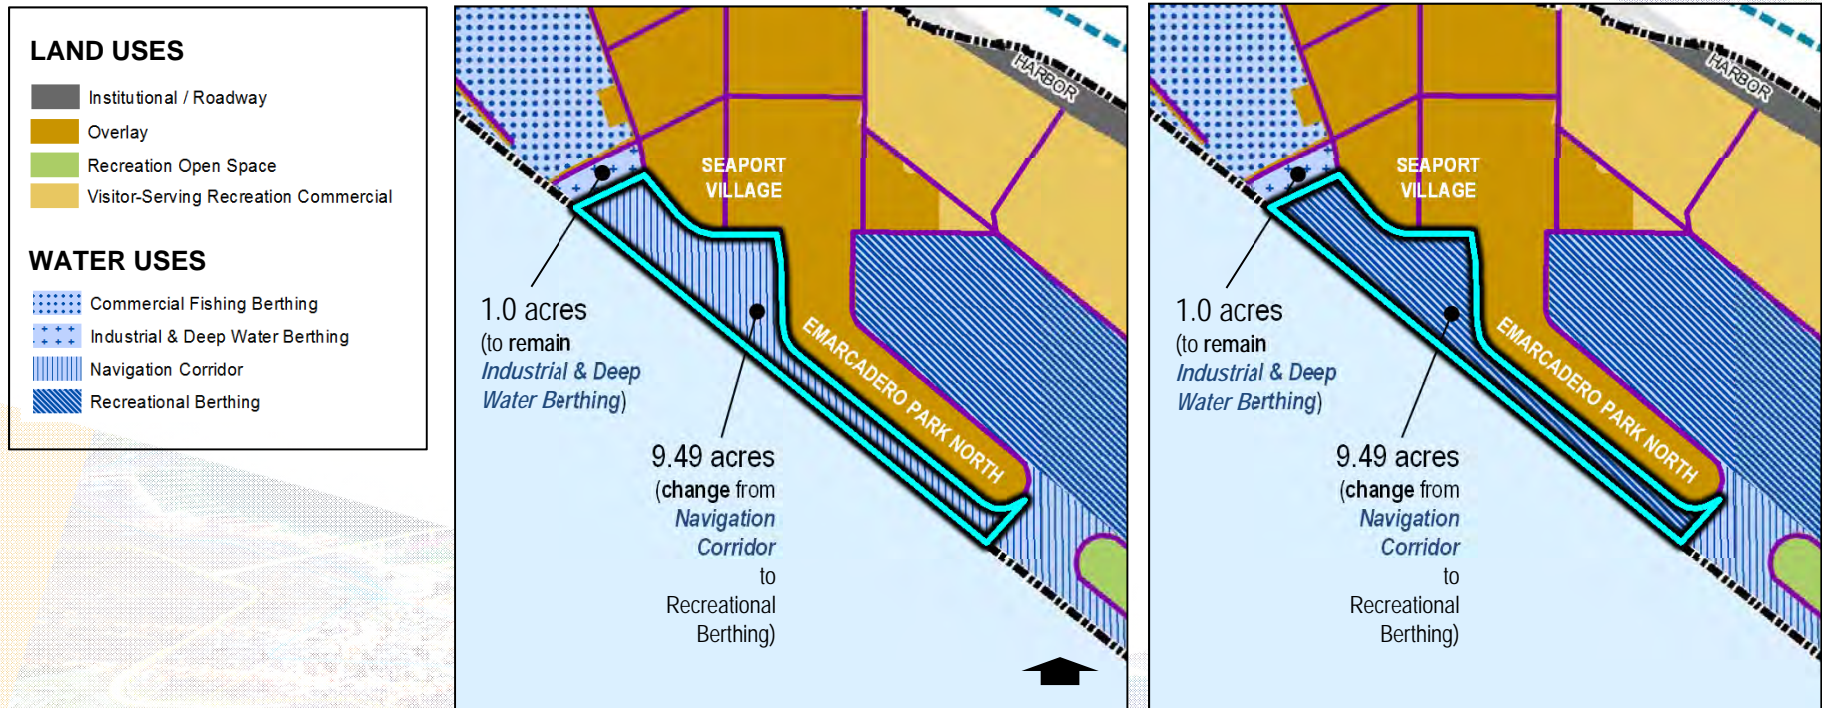 LAND USES
Institutional / Roadway
Overlay
Recreation Open Space
Visitor-Serving Recreation Commercial
WATER USES
Commercial Fishing Berthing
Industrial & Deep Water Berthing
Navigation Corridor
Recreational Berthing
HARBOR
SEAPORT
VILLAGE
EMARCADERO PARK NORTH
1.0 acres
(to remain
Industrial & Deep
Water Berthing)
9.49 acres
(change from
Navigation
Corridor
to
Recreational
Berthing)
HARBOR
SEAPORT
VILLAGE
EMARCADERO PARK NORTH
1.0 acres
(to remain
Industrial & Deep
Water Berthing)
9.49 acres
(change from
Navigation
Corridor
to
Recreational
Berthing)